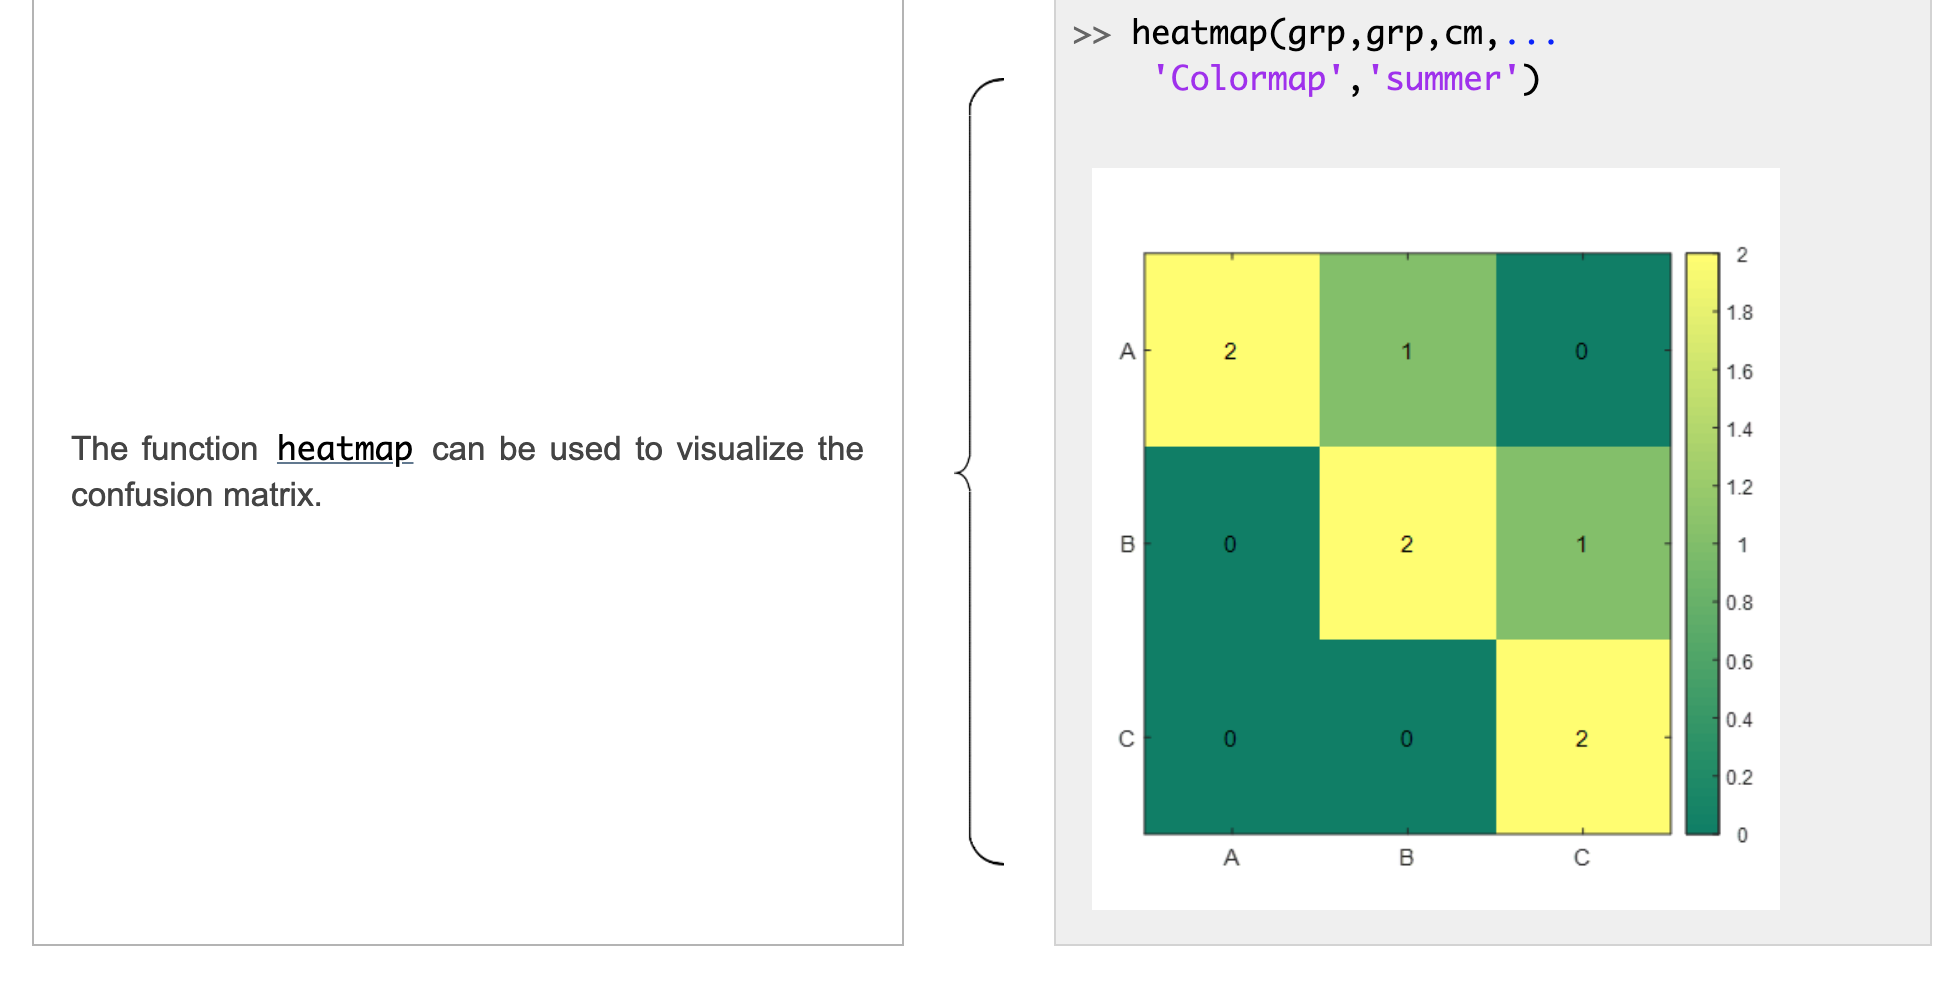 The function heatmap can be used to visualize the
confusion matrix.
>> heatmap(grp,grp,cm,...
'Colormap','summer')
A 2 1 0
B 0 2 1
C 0 0 2
A B C
2
1.8
1.6
1.4
1.2
1
0.8
0.6
0.4
0.2
0